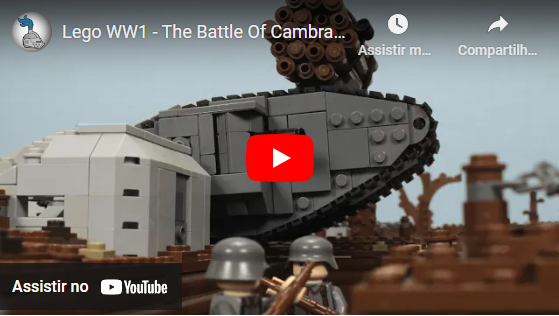 Lego WW1 - The Battle Of Cambra...
Assistir m...
Compartilh...
Assistir no YouTube